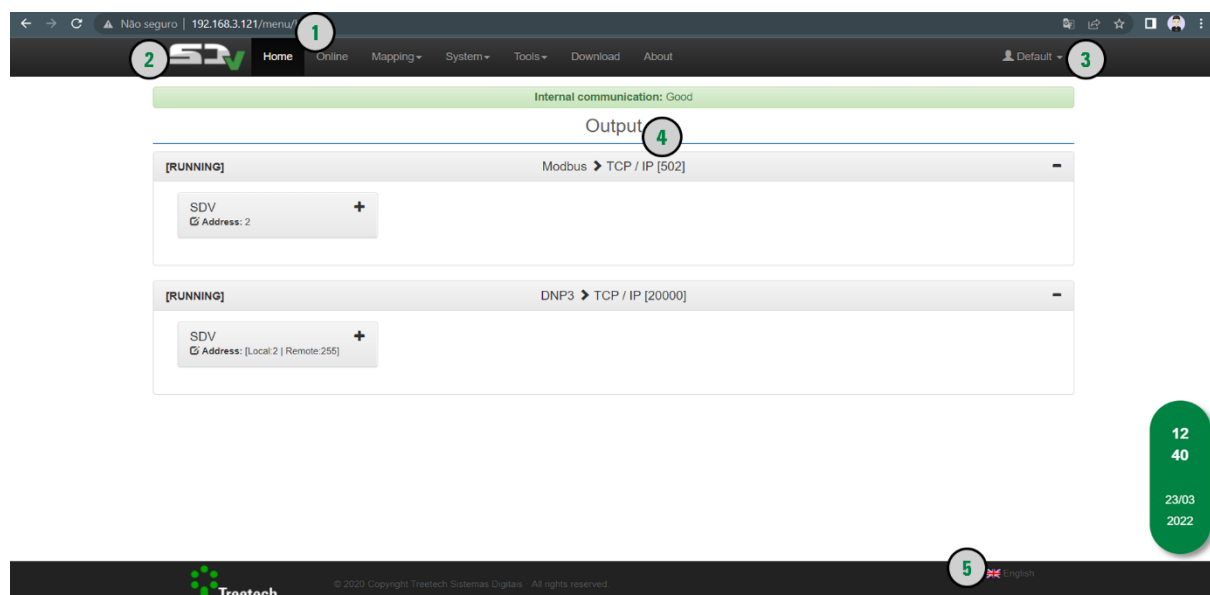 Não seguro | 192.168.3.121/menu/
1
2
SDV Home Online Mapping System Tools Download About Default
3
Internal communication: Good
Output
4
[RUNNING] Modbus > TCP / IP [502]
SDV
Address: 2
[RUNNING] DNP3 > TCP / IP [20000]
SDV
Address: [Local:2 | Remote:255]
12
40
23/03
2022
5
English
Treetech
© 2020 Copyright Treetech Sistemas Digitais All rights reserved